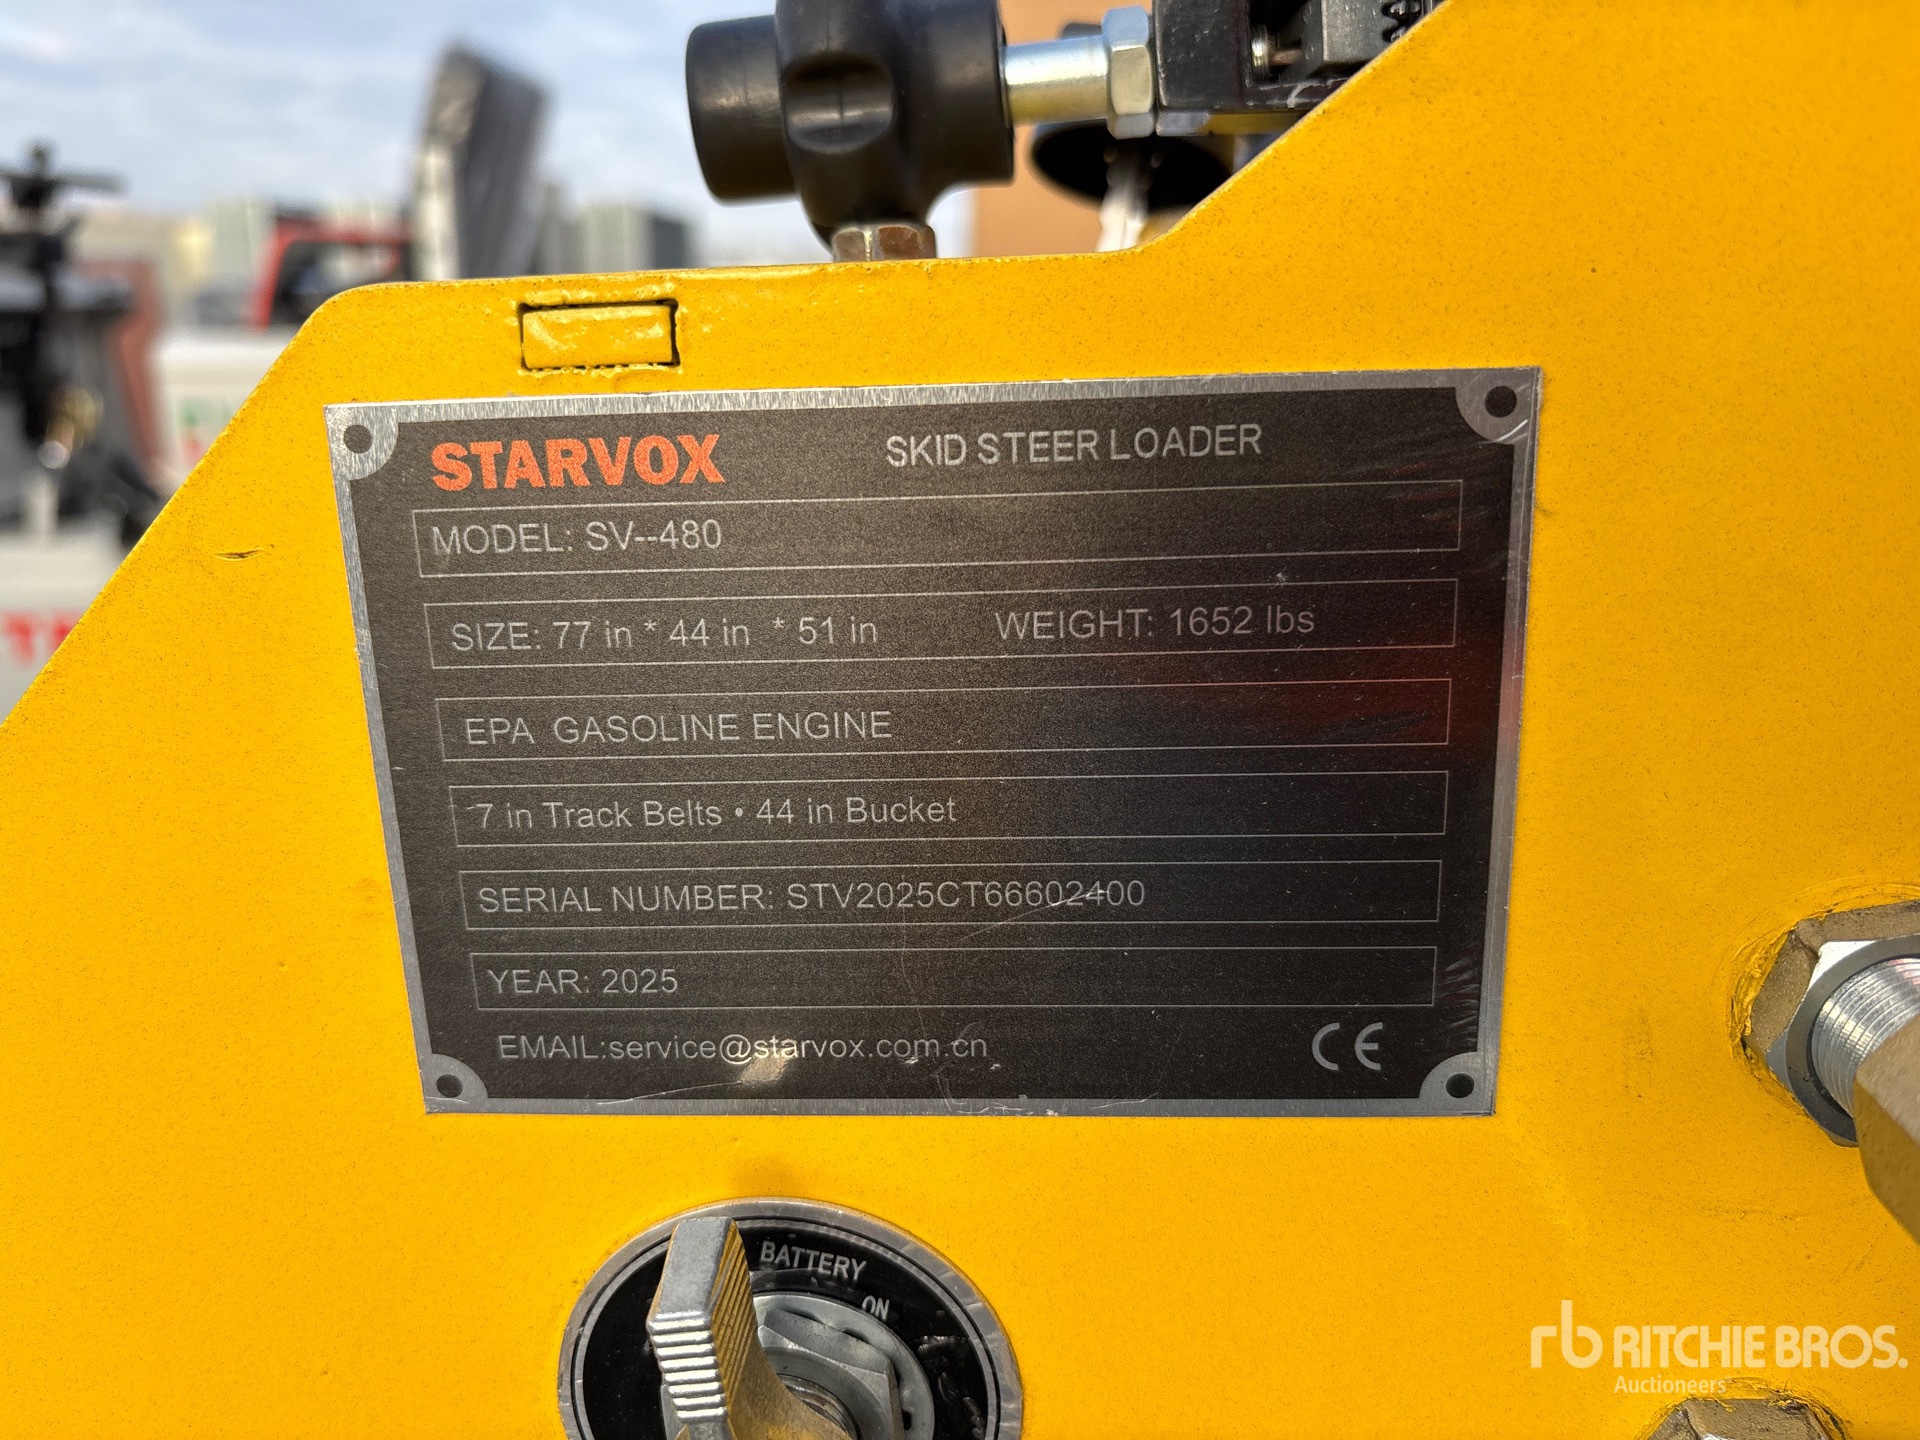 STARVOX SKID STEER LOADER
MODEL: SV--480
SIZE: 77 in * 44 in * 51 in WEIGHT: 1652 lbs
EPA GASOLINE ENGINE
7 in Track Belts • 44 in Bucket
SERIAL NUMBER: STV2025CT66602400
YEAR: 2025
EMAIL:service@starvox.com.cn CE
BATTERY
ON
rb RITCHIE BROS.
Auctioneers